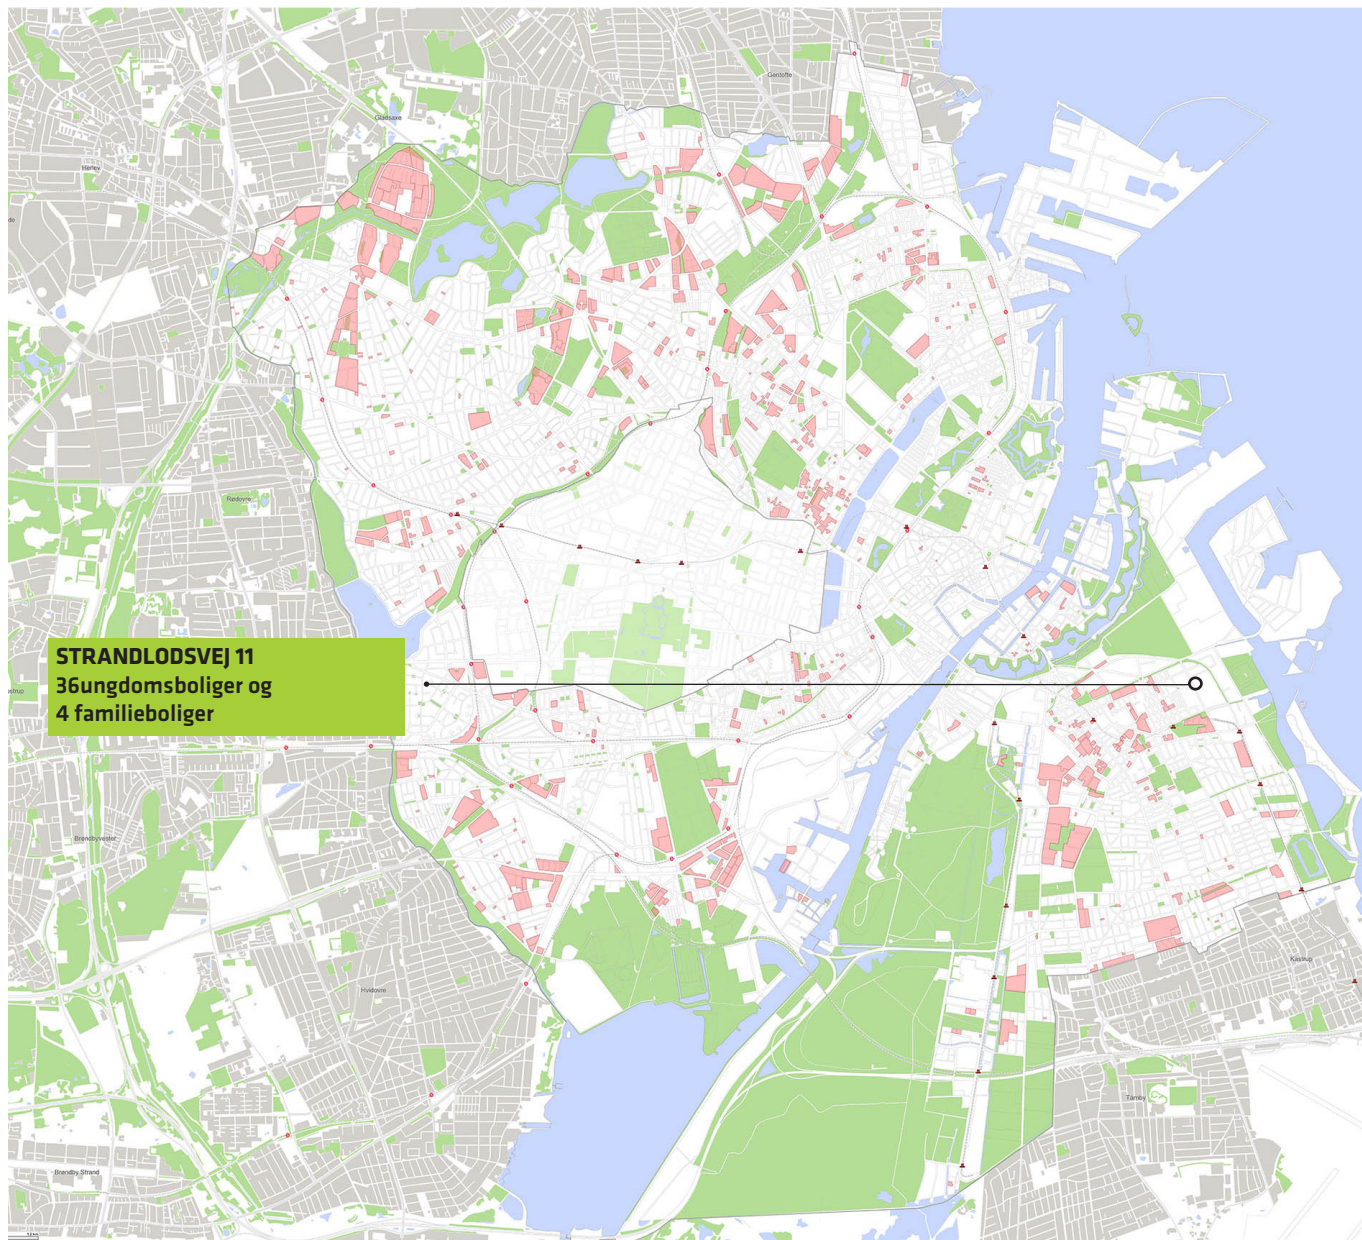 Gentofte
Gladsaxe
Herlev
Rødovre
STRANDLODSVEJ 11
36ungdomsboliger og
4 familieboliger
Brøndbyvester
Kastrup
Hvidovre
Tårnby
Brøndby Strand